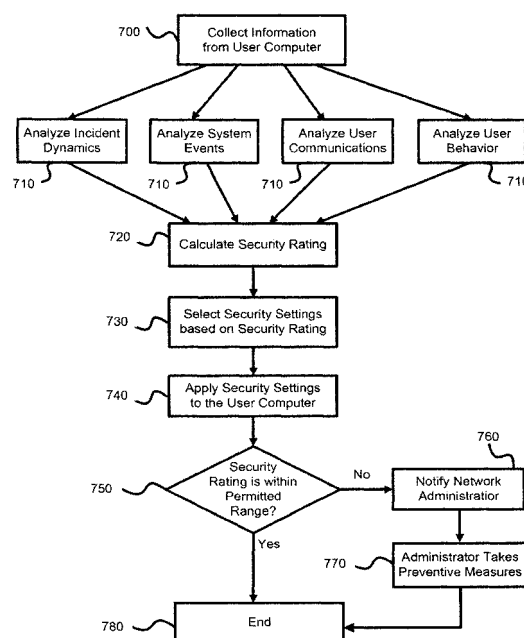 700
Collect Information
from User Computer
Analyze Incident
Dynamics
Analyze System
Events
Analyze User
Communications
Analyze User
Behavior
710
710
710
710
720
Calculate Security Rating
730
Select Security Settings
based on Security Rating
740
Apply Security Settings
to the User Computer
750
Security
Rating is within
Permitted
Range?
No
760
Notify Network
Administrator
Yes
770
Administrator Takes
Preventive Measures
780
End